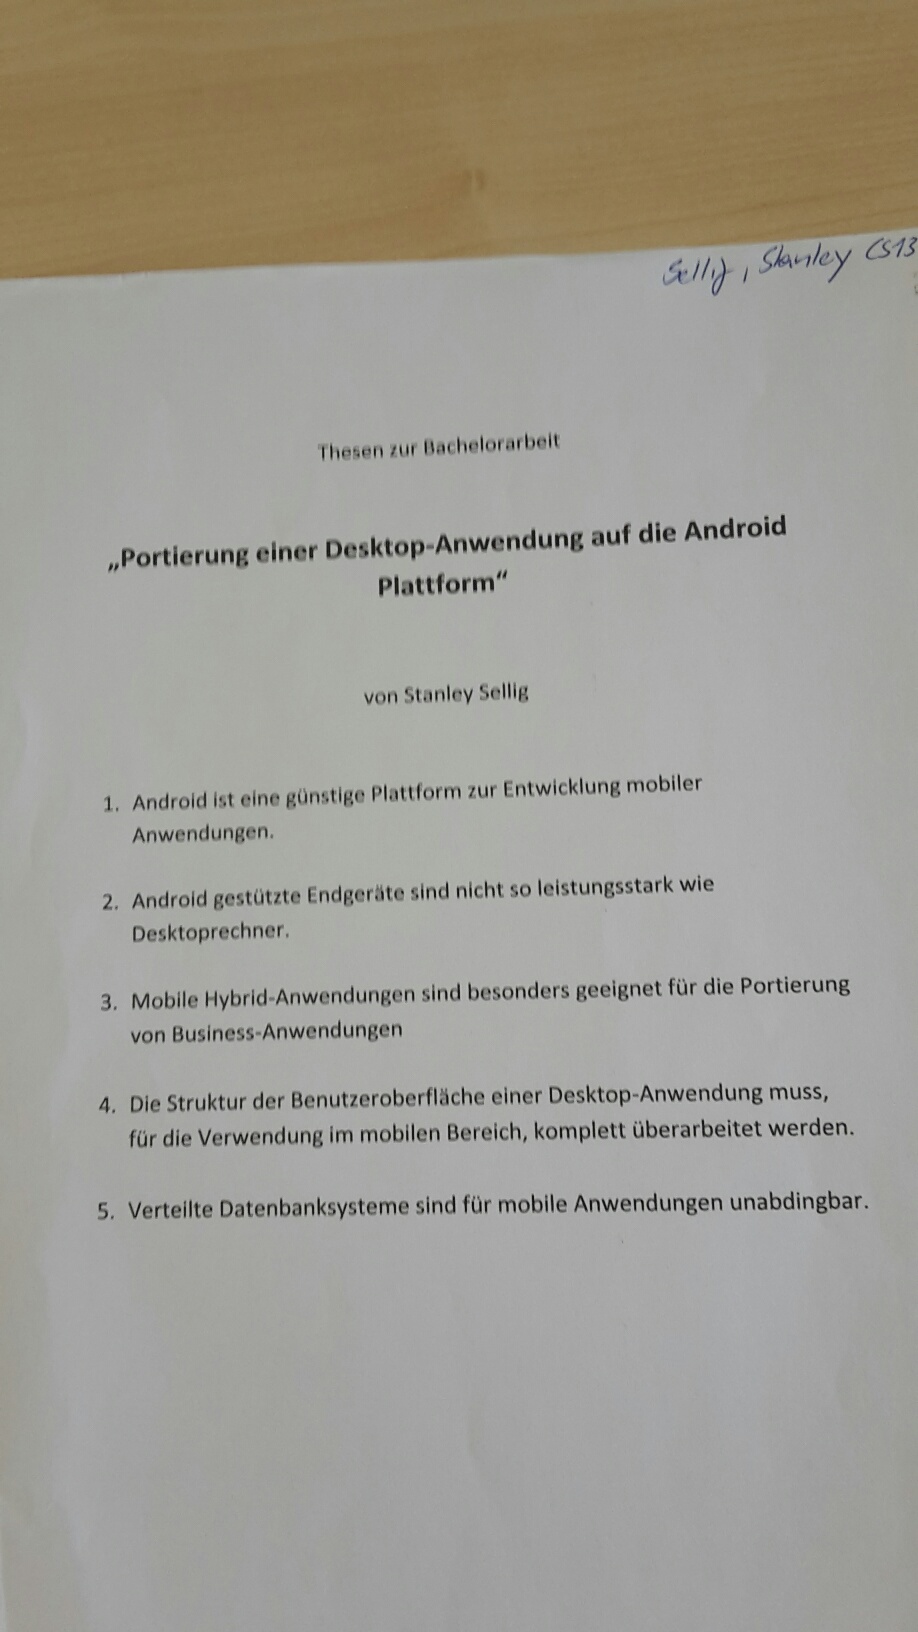 Sellig, Stanley CS13
Thesen zur Bachelorarbeit
„Portierung einer Desktop-Anwendung auf die Android
Plattform“
von Stanley Sellig
1. Android ist eine günstige Plattform zur Entwicklung mobiler
Anwendungen.
2. Android gestützte Endgeräte sind nicht so leistungsstark wie
Desktoprechner.
3. Mobile Hybrid-Anwendungen sind besonders geeignet für die Portierung
von Business-Anwendungen
4. Die Struktur der Benutzeroberfläche einer Desktop-Anwendung muss,
für die Verwendung im mobilen Bereich, komplett überarbeitet werden.
5. Verteilte Datenbanksysteme sind für mobile Anwendungen unabdingbar.